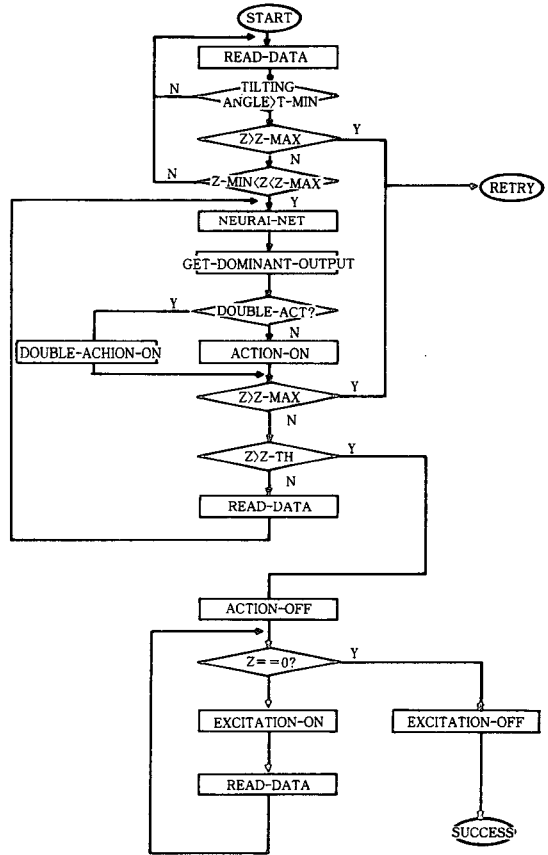 START
READ-DATA
N
TILTING
ANGLE>T-MIN
Z>Z-MAX
Y
N
N
Z-MIN<Z<Z-MAX
Y
RETRY
NEURAI-NET
GET-DOMINANT-OUTPUT
Y
DOUBLE-ACT?
N
DOUBLE-ACHION-ON
ACTION-ON
Z>Z-MAX
Y
N
Z>Z-TH
Y
N
READ-DATA
ACTION-OFF
Z==0?
Y
EXCITATION-ON
EXCITATION-OFF
READ-DATA
SUCCESS